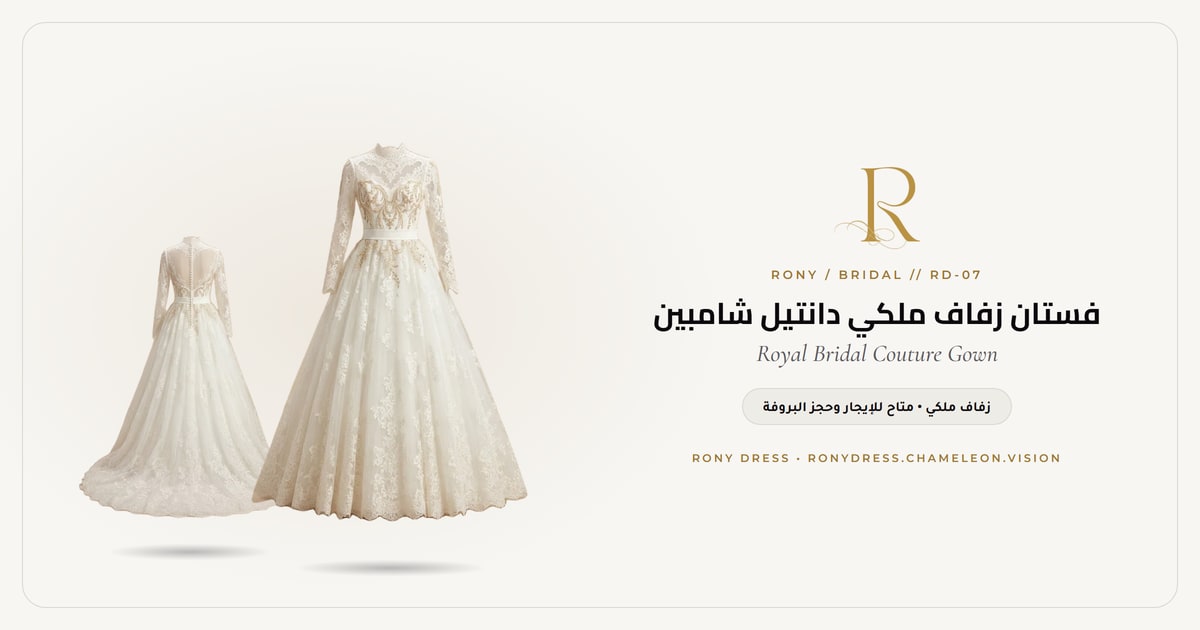 R
RONY / BRIDAL // RD-07
فستان زفاف ملكي دانتيل شامبين
Royal Bridal Couture Gown
زفاف ملكي • متاح للإيجار وحجز البروفة
RONY DRESS • RONYDRESS.CHAMELEON.VISION